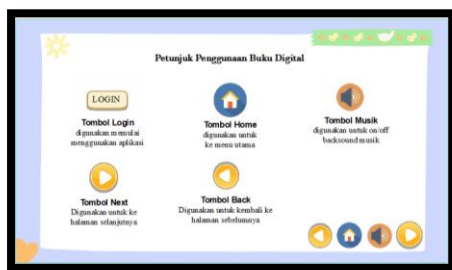 Petunjuk Penggunaan Buku Digital
LOGIN
Tombol Login
digunakan memulai
menggunakan aplikasi
Tombol Home
digunakan untuk
ke menu utama
Tombol Musik
digunakan untuk on/off
backsound musik
Tombol Next
Digunakan untuk ke
halaman selanjutnya
Tombol Back
Digunakan untuk kembali ke
halaman sebelumnya